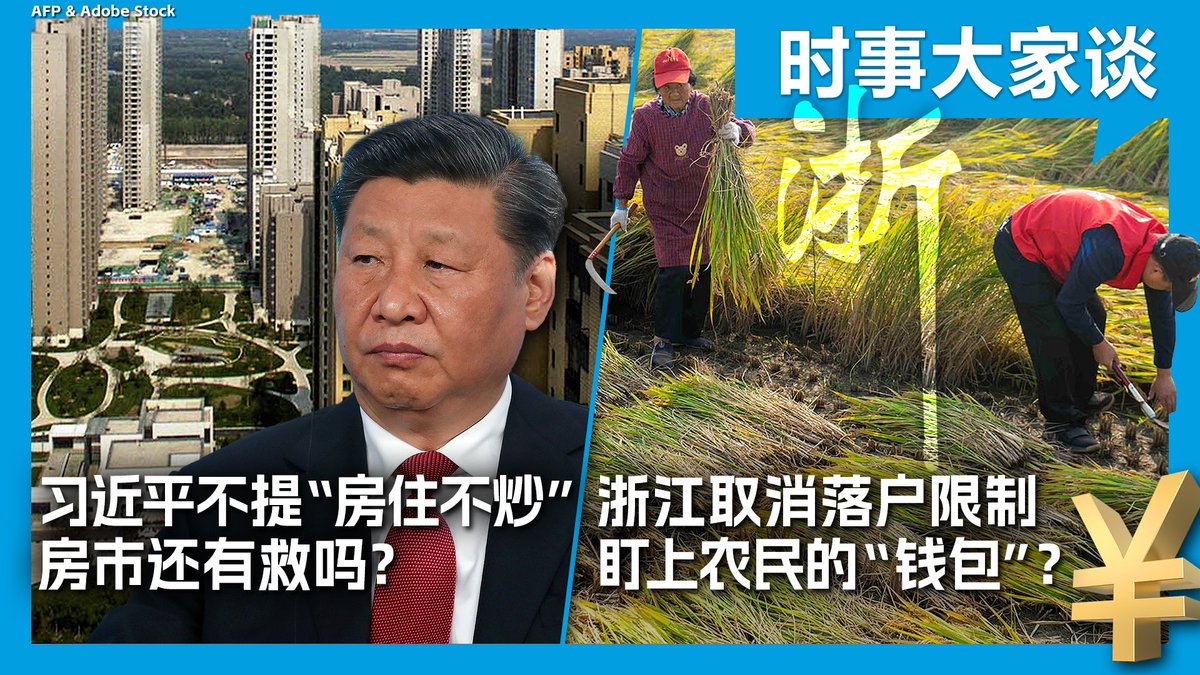 AFP & Adobe Stock
时事大家谈
浙
习近平不提“房住不炒”
房市还有救吗？
浙江取消落户限制
盯上农民的“钱包”？
¥